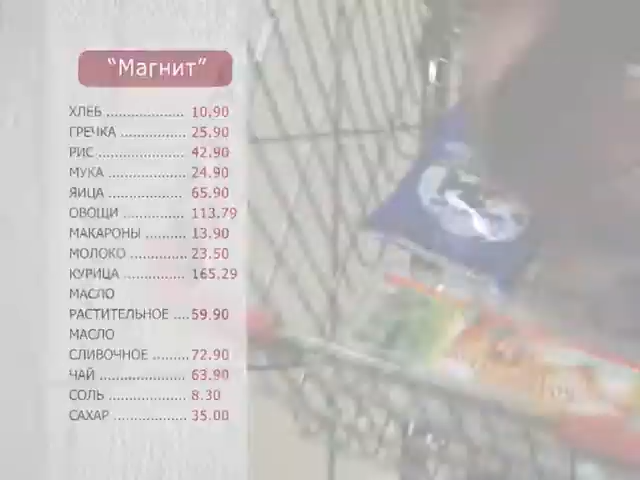 “Магнит”
ХЛЕБ ................... 10.90
ГРЕЧКА ................ 25.90
РИС ..................... 42.90
МУКА ................... 24.90
ЯИЦА ................... 65.90
ОВОЩИ ............... 113.79
МАКАРОНЫ .......... 13.90
МОЛОКО .............. 23.50
КУРИЦА ............... 165.29
МАСЛО
РАСТИТЕЛЬНОЕ ....59.90
МАСЛО
СЛИВОЧНОЕ .........72.90
ЧАЙ ..................... 63.90
СОЛЬ ................... 8.30
САХАР ................. 35.00